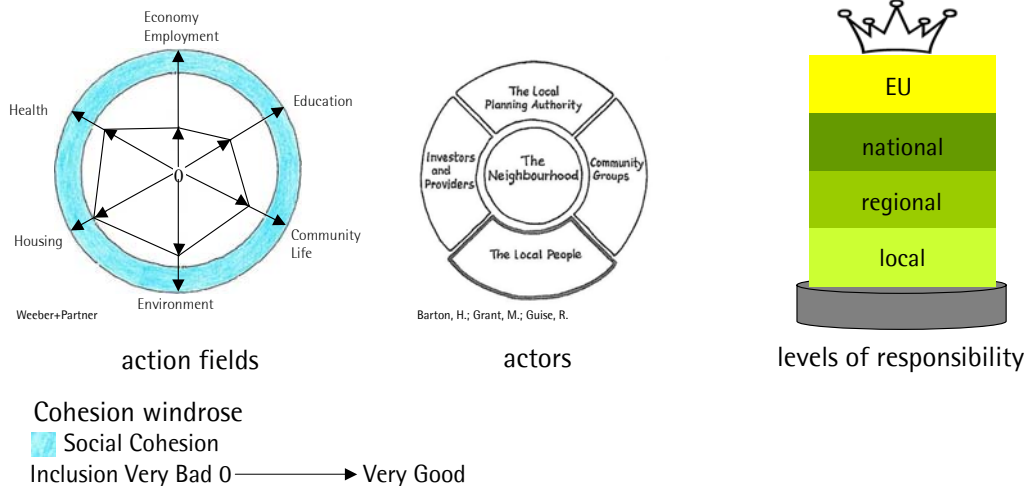 Economy
Employment
Health
Education
0
Housing
Community
Life
Environment
Weeber+Partner
action fields
The Local
Planning Authority
Investors
and
Providers
The
Neighbourhood
Community
Groups
The Local People
Barton, H.; Grant, M.; Guise, R.
actors
EU
national
regional
local
levels of responsibility
Cohesion windrose
Social Cohesion
Inclusion Very Bad 0 Very Good